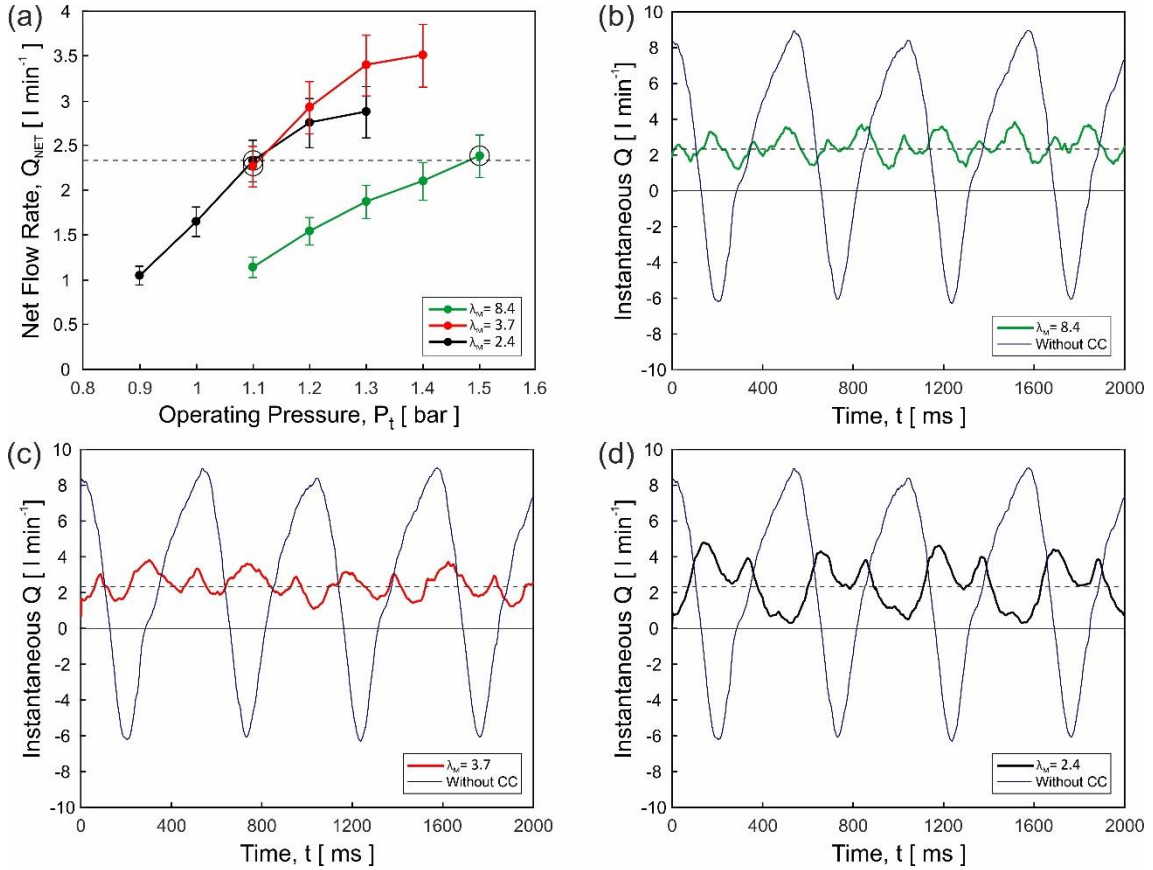 (a)
Net Flow Rate, Q_NET [ l min⁻¹ ]
4
3.5
3
2.5
2
1.5
1
0.5
0
0.8 0.9 1 1.1 1.2 1.3 1.4 1.5 1.6
Operating Pressure, P_t [ bar ]
λ_M = 8.4
λ_M = 3.7
λ_M = 2.4
(b)
Instantaneous Q [ l min⁻¹ ]
10
8
6
4
2
0
-2
-4
-6
-8
-10
0 400 800 1200 1600 2000
Time, t [ ms ]
λ_M = 8.4
Without CC
(c)
Instantaneous Q [ l min⁻¹ ]
10
8
6
4
2
0
-2
-4
-6
-8
-10
0 400 800 1200 1600 2000
Time, t [ ms ]
λ_M = 3.7
Without CC
(d)
Instantaneous Q [ l min⁻¹ ]
10
8
6
4
2
0
-2
-4
-6
-8
-10
0 400 800 1200 1600 2000
Time, t [ ms ]
λ_M = 2.4
Without CC